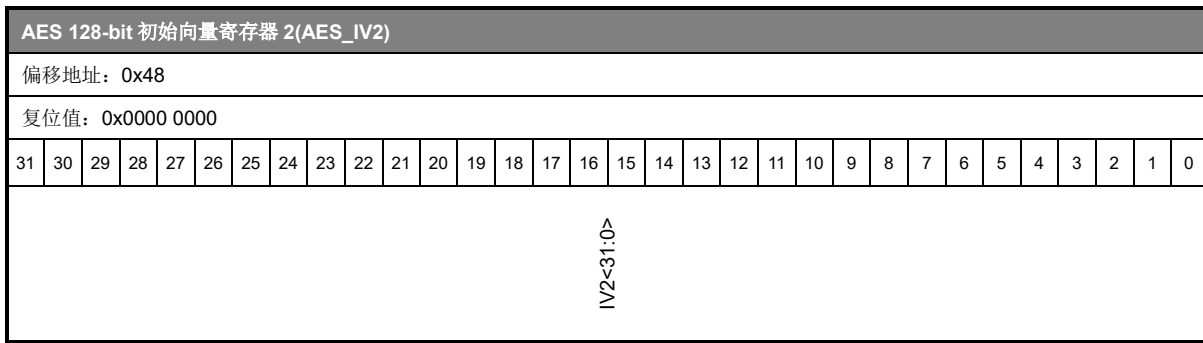 AES 128-bit 初始向量寄存器 2(AES_IV2)
偏移地址：0x48
复位值：0x0000 0000
31 30 29 28 27 26 25 24 23 22 21 20 19 18 17 16 15 14 13 12 11 10 9 8 7 6 5 4 3 2 1 0
IV2<31:0>